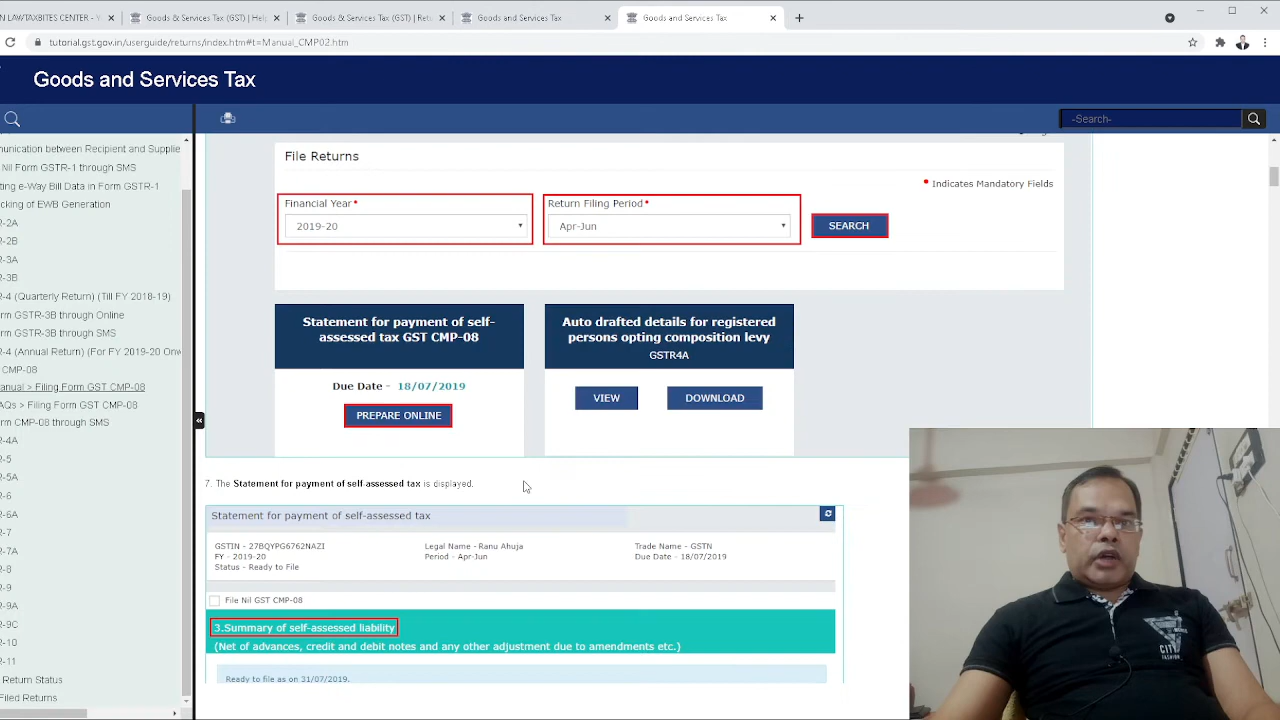 N LAWTAXBITES CENTER - Y
Goods & Services Tax (GST) | Help
Goods & Services Tax (GST) | Retu
Goods and Services Tax
Goods and Services Tax
tutorial.gst.gov.in/userguide/returns/index.htm#t=Manual_CMP02.htm
Goods and Services Tax
-Search-
munication between Recipient and Supplie
Nil Form GSTR-1 through SMS
ting e-Way Bill Data in Form GSTR-1
cking of EWB Generation
R-2A
R-2B
R-3A
R-3B
R-4 (Quarterly Return) (Till FY 2018-19)
rm GSTR-3B through Online
rm GSTR-3B through SMS
R-4 (Annual Return) (For FY 2019-20 Onw
CMP-08
anual > Filing Form GST CMP-08
AQs > Filing Form GST CMP-08
rm CMP-08 through SMS
R-4A
R-5
R-5A
R-6
R-6A
R-7
R-7A
R-8
R-9
R-9A
R-9C
R-10
R-11
Return Status
Filed Returns
File Returns
• Indicates Mandatory Fields
Financial Year•
Return Filing Period•
2019-20
Apr-Jun
SEARCH
Statement for payment of self-
assessed tax GST CMP-08
Due Date - 18/07/2019
PREPARE ONLINE
Auto drafted details for registered
persons opting composition levy
GSTR4A
VIEW
DOWNLOAD
7. The Statement for payment of self-assessed tax is displayed.
Statement for payment of self-assessed tax
GSTIN - 27BQYPG6762NAZI
Legal Name - Ranu Ahuja
Trade Name - GSTN
FY - 2019-20
Period - Apr-Jun
Due Date - 18/07/2019
Status - Ready to File
File Nil GST CMP-08
3.Summary of self-assessed liability
(Net of advances, credit and debit notes and any other adjustment due to amendments etc.)
Ready to file as on 31/07/2019.
CITY
FASHION